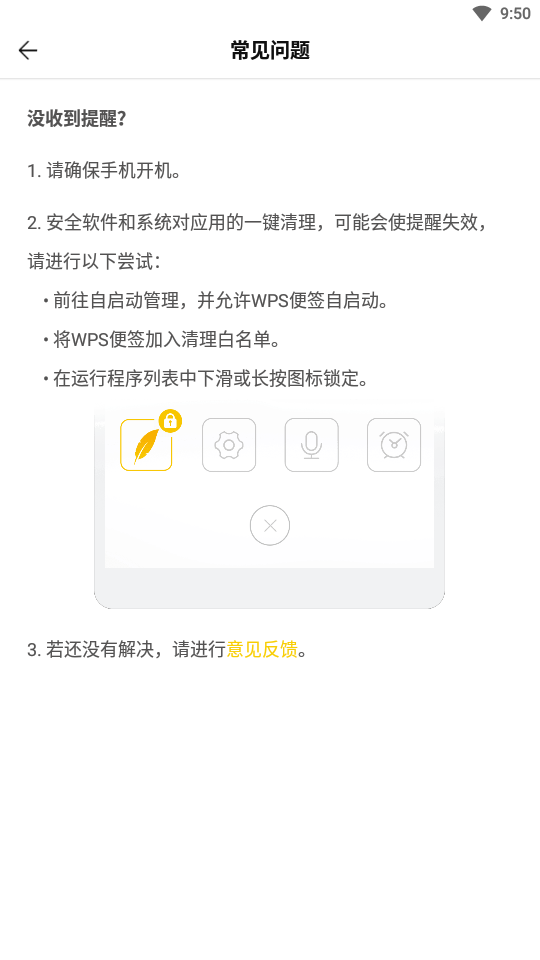 9:50
常见问题
没收到提醒?
1. 请确保手机开机。
2. 安全软件和系统对应用的一键清理，可能会使提醒失效，
请进行以下尝试：
• 前往自启动管理，并允许WPS便签自启动。
• 将WPS便签加入清理白名单。
• 在运行程序列表中下滑或长按图标锁定。
3. 若还没有解决，请进行意见反馈。